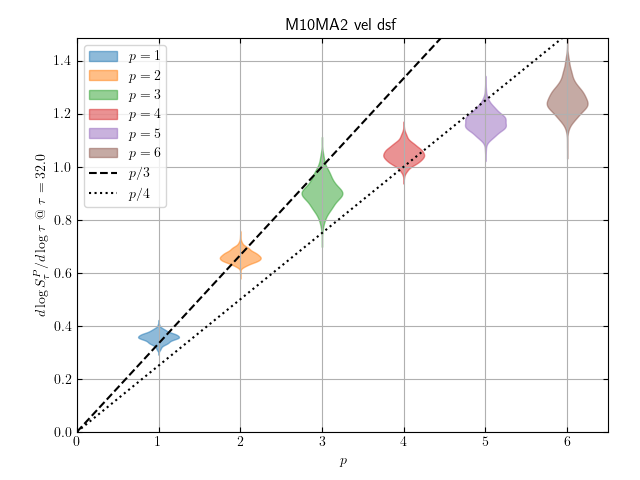 M10MA2 vel dsf
d log S_τ^P / d log τ @ τ = 32.0
1.4
1.2
1.0
0.8
0.6
0.4
0.2
0.0
p = 1
p = 2
p = 3
p = 4
p = 5
p = 6
p/3
p/4
0 1 2 3 4 5 6
p